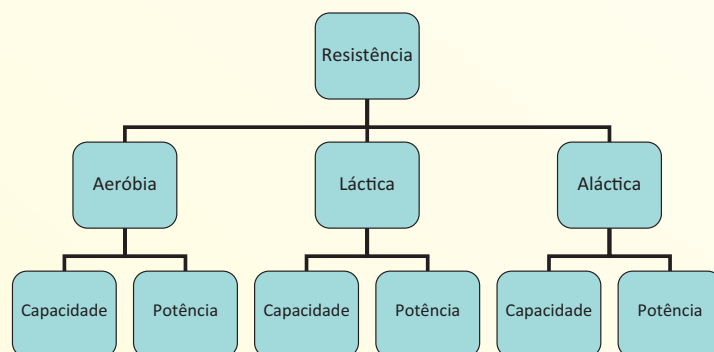 Resistência
Aeróbia
Láctica
Aláctica
Capacidade
Potência
Capacidade
Potência
Capacidade
Potência